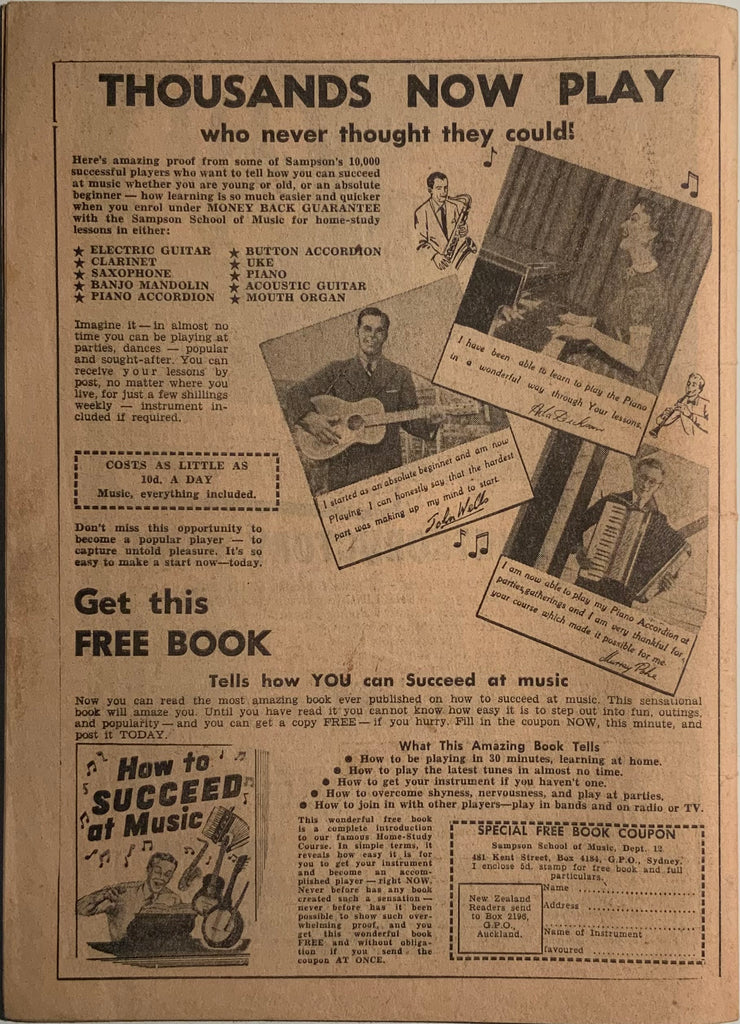 THOUSANDS NOW PLAY
who never thought they could!
Here's amazing proof from some of Sampson's 10,000
successful players who want to tell how you can succeed
at music whether you are young or old, or an absolute
beginner — how learning is so much easier and quicker
when you enrol under MONEY BACK GUARANTEE
with the Sampson School of Music for home-study
lessons in either:
★ ELECTRIC GUITAR
★ CLARINET
★ SAXOPHONE
★ BANJO MANDOLIN
★ PIANO ACCORDION
★ BUTTON ACCORDION
★ UKE
★ PIANO
★ ACOUSTIC GUITAR
★ MOUTH ORGAN
Imagine it — in almost no
time you can be playing at
parties, dances — popular
and sought-after. You can
receive your lessons by
post, no matter where you
live, for just a few shillings
weekly — instrument in-
cluded if required.
I have been able to learn to play the Piano
in a wonderful way through Your lessons.
I started as an absolute beginner and am now
Playing. I can honestly say that the hardest
part was making up my mind to start.
John Wells
I am now able to play my Piano Accordion at
parties, gatherings and I am very thankful for
your course which made it possible for me.
COSTS AS LITTLE AS
10d. A DAY
Music, everything included.
Don't miss this opportunity to
become a popular player — to
capture untold pleasure. It's so
easy to make a start now—today.
Get this
FREE BOOK
Tells how YOU can Succeed at music
Now you can read the most amazing book ever published on how to succeed at music. This sensational
book will amaze you. Until you have read it you cannot know how easy it is to step out into fun, outings,
and popularity — and you can get a copy FREE — if you hurry. Fill in the coupon NOW, this minute, and
post it TODAY.
How to
SUCCEED
at Music
What This Amazing Book Tells
● How to be playing in 30 minutes, learning at home.
● How to play the latest tunes in almost no time.
● How to get your instrument if you haven't one.
● How to overcome shyness, nervousness, and play at parties.
● How to join in with other players—play in bands and on radio or TV.
This wonderful free book
is a complete introduction
to our famous Home-Study
Course. In simple terms, it
reveals how easy it is for
you to get your instrument
and become an accom-
plished player — right NOW.
Never before has any book
created such a sensation —
never before has it been
possible to show such over-
whelming proof, and you
get this wonderful book
FREE and without obliga-
tion if you send the
coupon AT ONCE.
SPECIAL FREE BOOK COUPON
Sampson School of Music, Dept. 12
481 Kent Street, Box 4184, G.P.O., Sydney.
I enclose 5d. stamp for free book and full
particulars.
Name
Address
Name of Instrument
favoured
New Zealand
Readers send
to Box 2196,
G.P.O.,
Auckland.